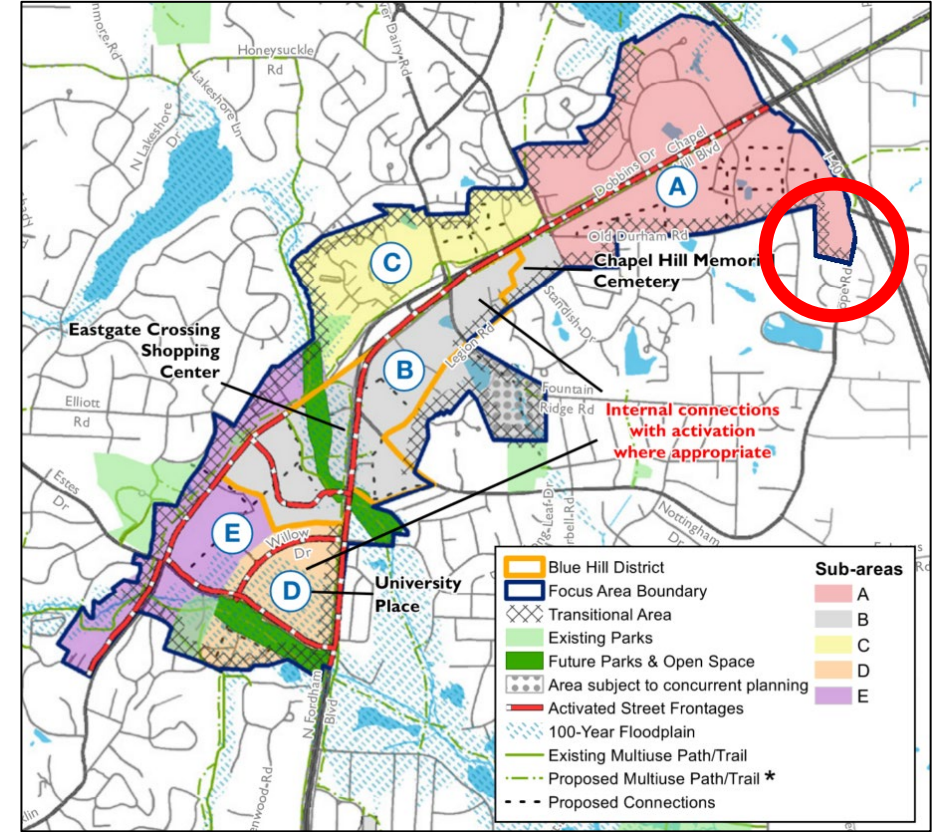 Honeysuckle
Rd
Lakeshore Ln
N Lakeshore
Dr
Dobbins Dr
Chapel
Hill Blvd
I-40
A
Old Durham Rd
C
Chapel Hill Memorial
Cemetery
Standish-Dr
Eastgate Crossing
Shopping
Center
Legion Rd
B
Fountain
Ridge Rd
Elliott
Rd
Internal connections
with activation
where appropriate
Estes
Dr
E
Willow
Dr
D
University
Place
Nottingham
Dr
N Fordham
Blvd
Blue Hill District
Focus Area Boundary
Transitional Area
Existing Parks
Future Parks & Open Space
Area subject to concurrent planning
Activated Street Frontages
100-Year Floodplain
Existing Multiuse Path/Trail
Proposed Multiuse Path/Trail *
Proposed Connections
Sub-areas
A
B
C
D
E